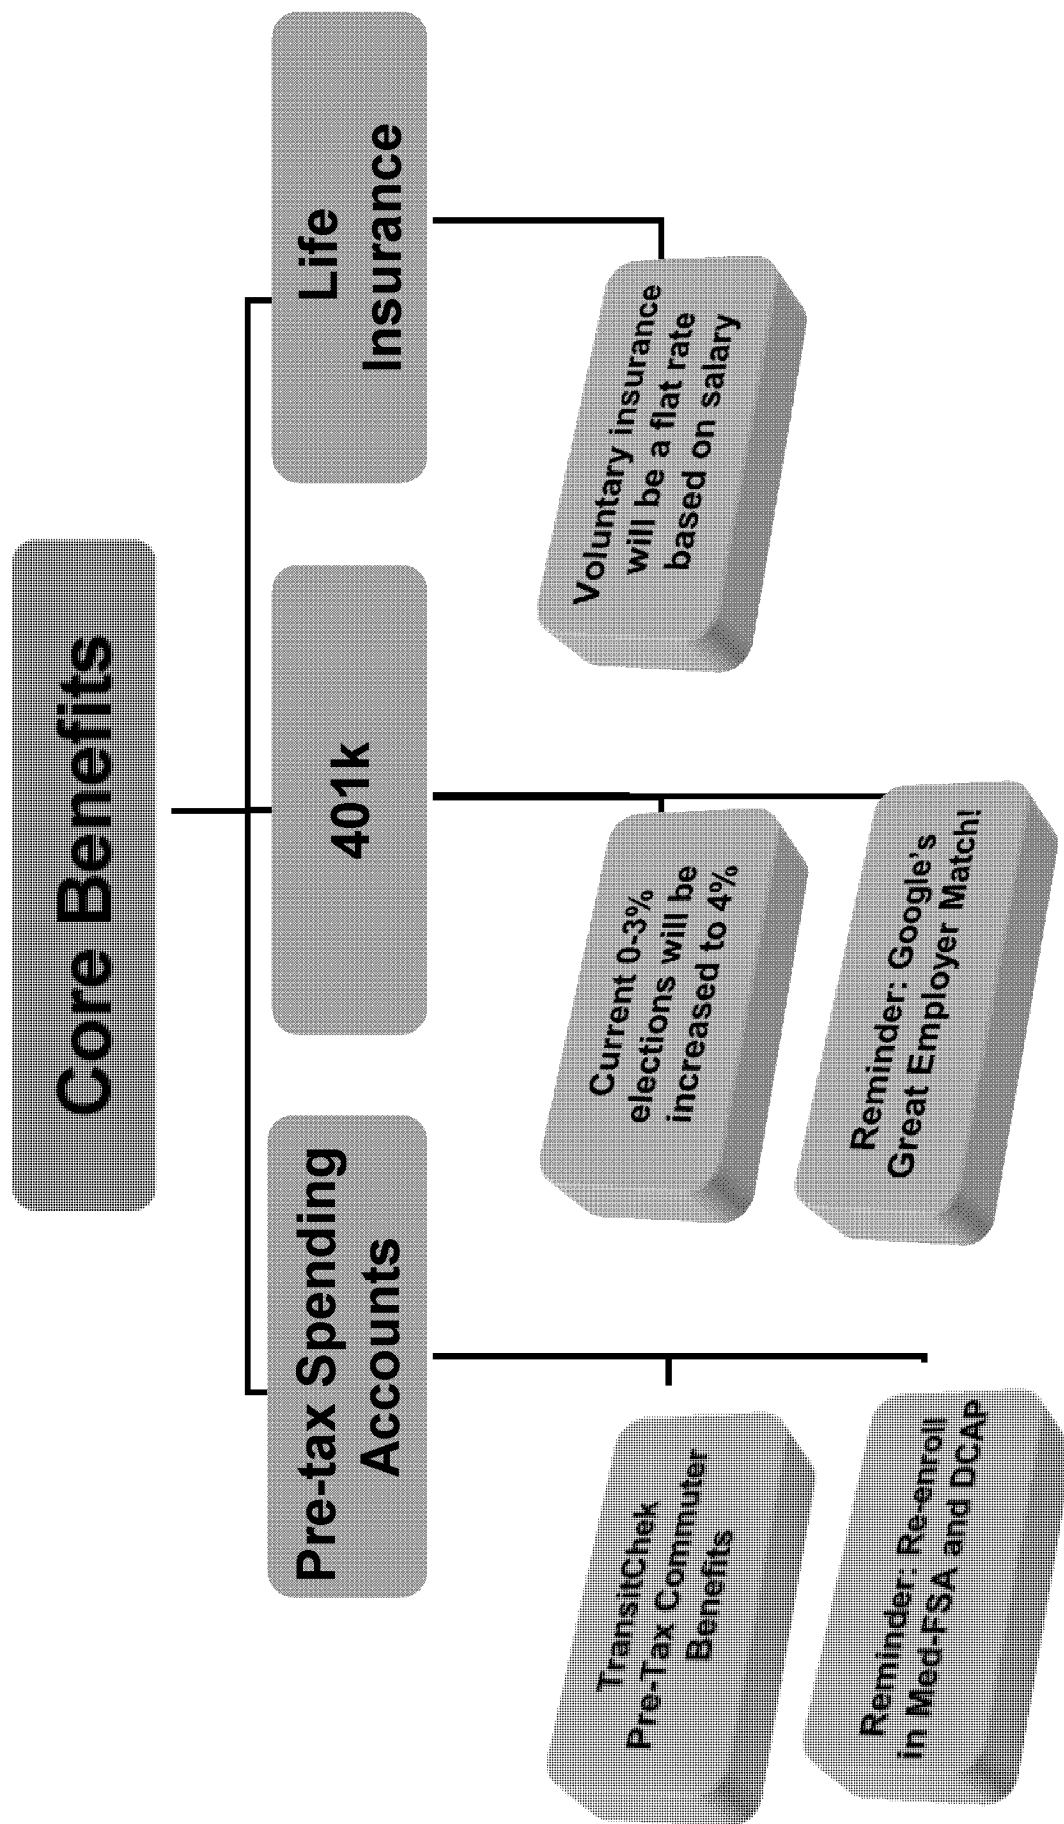 Core Benefits
Pre-tax Spending
Accounts
401k
Life
Insurance
TransitChek
Pre-Tax Commuter
Benefits
Reminder: Re-enroll
in Med-FSA and DCAP
Current 0-3%
elections will be
increased to 4%
Reminder: Google's
Great Employer Match!
Voluntary insurance
will be a flat rate
based on salary